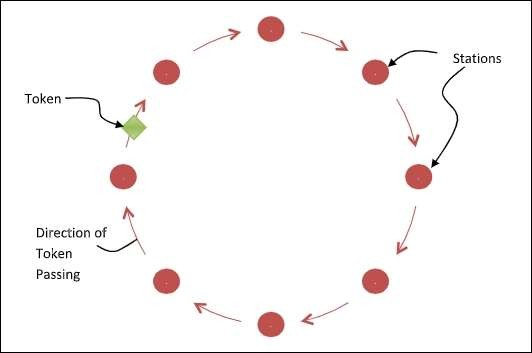 Stations
Token
Direction of
Token
Passing